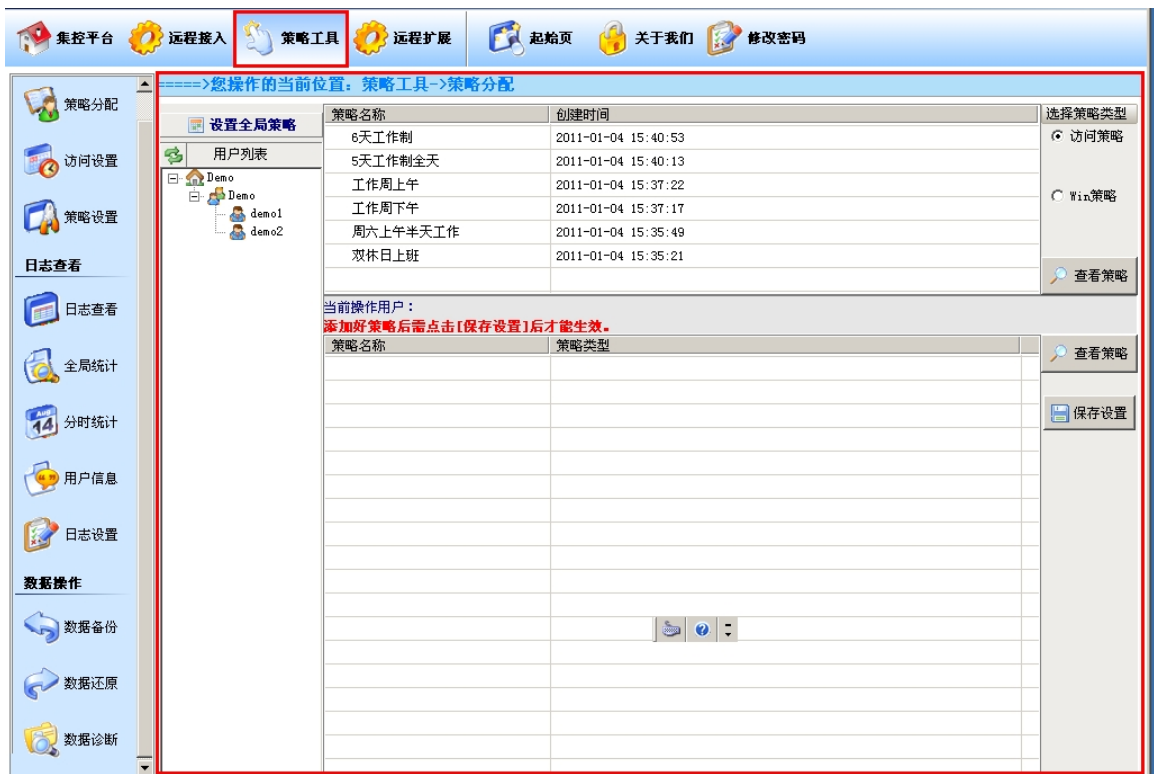 集控平台 远程接入 策略工具 远程扩展 起始页 关于我们 修改密码
策略分配
访问设置
策略设置
日志查看
日志查看
全局统计
分时统计
用户信息
日志设置
数据操作
数据备份
数据还原
数据诊断
=====>您操作的当前位置：策略工具->策略分配
设置全局策略
用户列表
Demo
Demo
demo1
demo2
策略名称 创建时间
6天工作制 2011-01-04 15:40:53
5天工作制全天 2011-01-04 15:40:13
工作周上午 2011-01-04 15:37:22
工作周下午 2011-01-04 15:37:17
周六上午半天工作 2011-01-04 15:35:49
双休日上班 2011-01-04 15:35:21
选择策略类型
访问策略
Win策略
查看策略
当前操作用户：
添加好策略后需点击[保存设置]后才能生效。
策略名称 策略类型
查看策略
保存设置